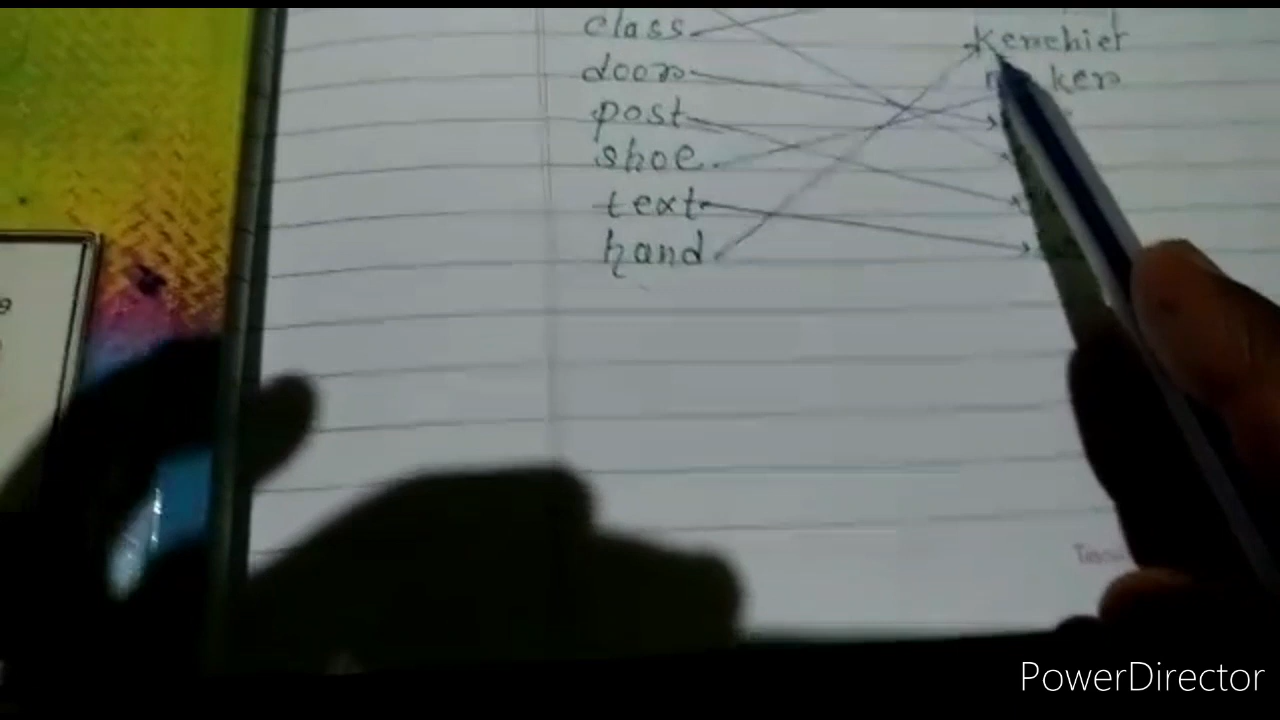 class
kerchief
door
post
shoe
text
hand
PowerDirector